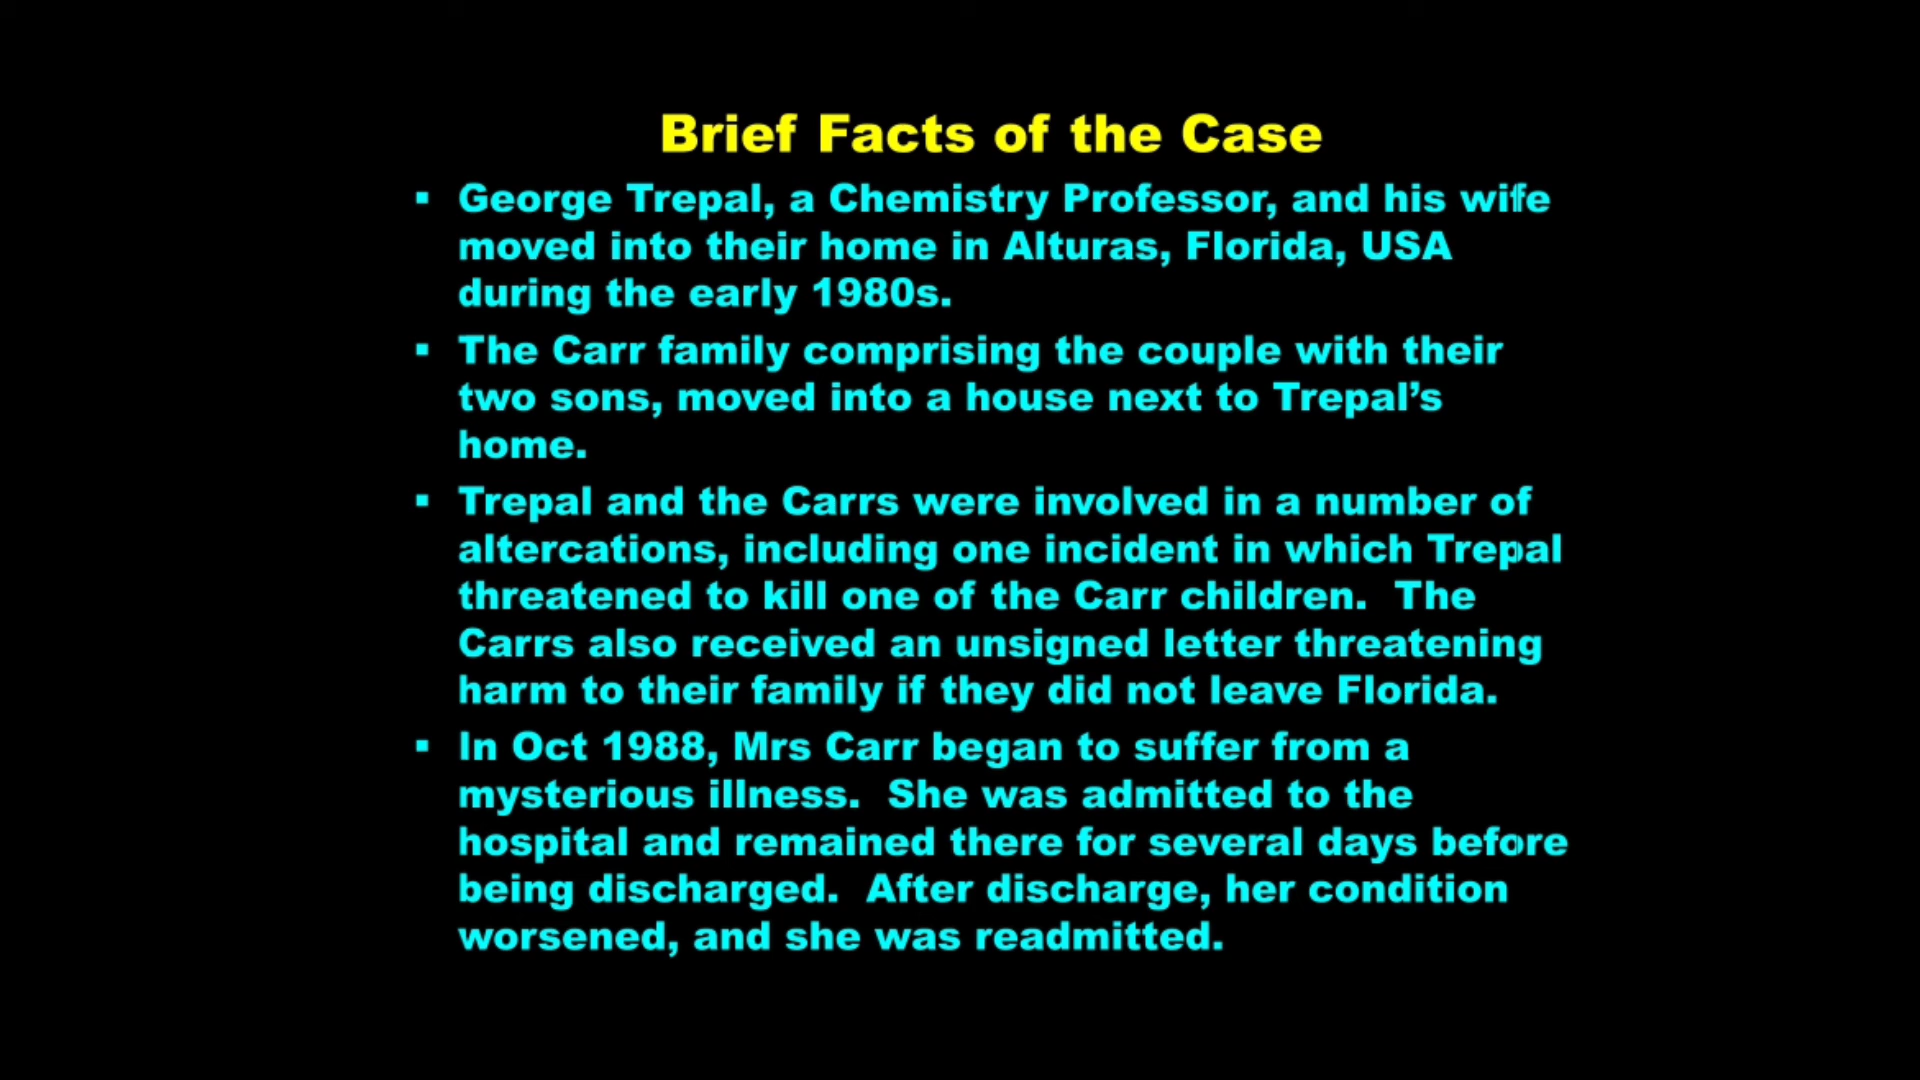 Brief Facts of the Case
▪ George Trepal, a Chemistry Professor, and his wife
moved into their home in Alturas, Florida, USA
during the early 1980s.
▪ The Carr family comprising the couple with their
two sons, moved into a house next to Trepal’s
home.
▪ Trepal and the Carrs were involved in a number of
altercations, including one incident in which Trepal
threatened to kill one of the Carr children.  The
Carrs also received an unsigned letter threatening
harm to their family if they did not leave Florida.
▪ In Oct 1988, Mrs Carr began to suffer from a
mysterious illness.  She was admitted to the
hospital and remained there for several days before
being discharged.  After discharge, her condition
worsened, and she was readmitted.